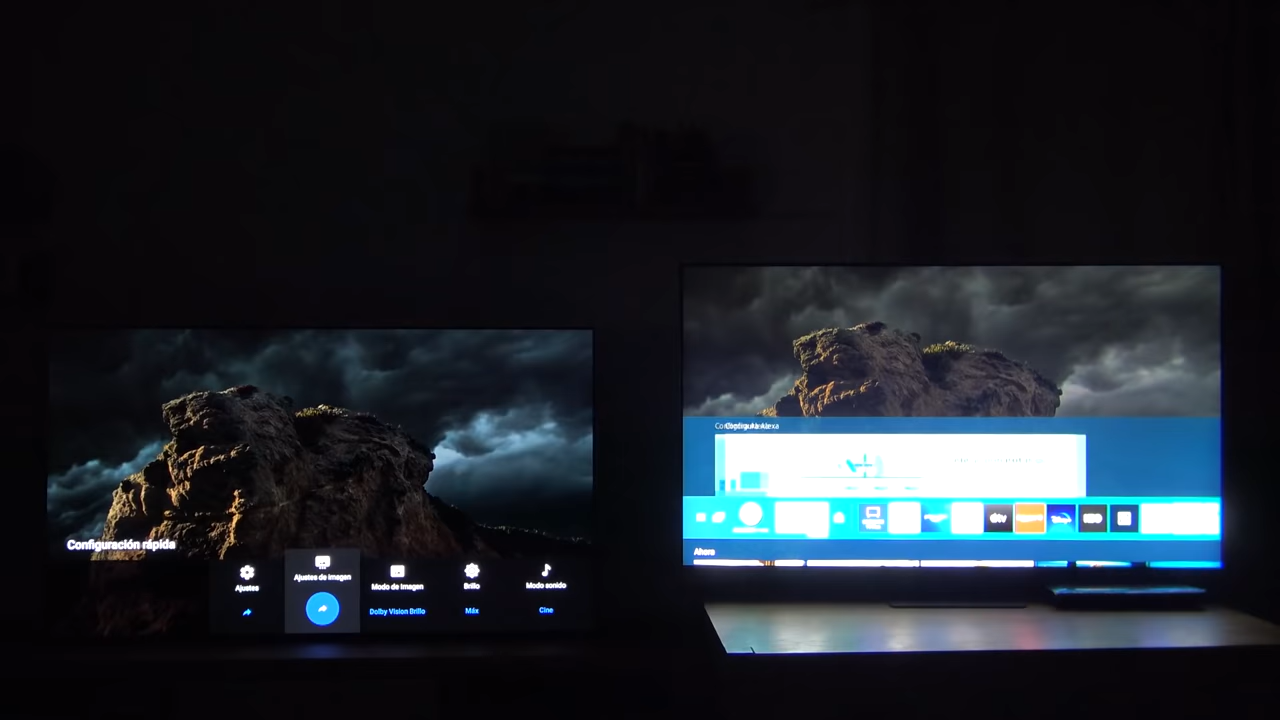 Configuración rápida
Ajustes
Ajustes de imagen
Modo de imagen
Dolby Vision Brillo
Brillo
Máx
Modo sonido
Cine
Alexa
dtv
Ahora